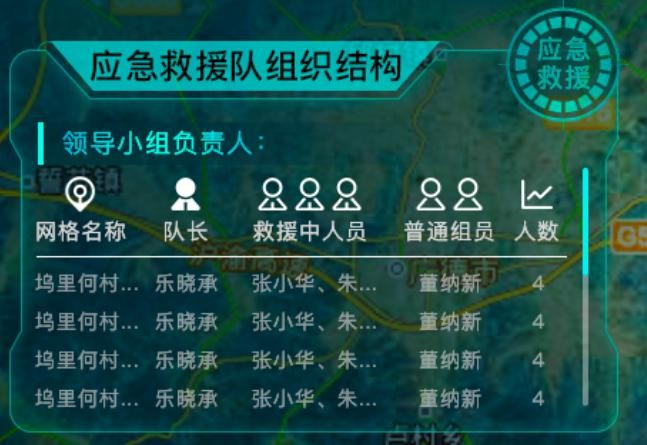 应急救援队组织结构
应急
救援
领导小组负责人：
网格名称 队长 救援中人员 普通组员 人数
坞里何村... 乐晓承 张小华、朱... 董纳新 4
坞里何村... 乐晓承 张小华、朱... 董纳新 4
坞里何村... 乐晓承 张小华、朱... 董纳新 4
坞里何村... 乐晓承 张小华、朱... 董纳新 4